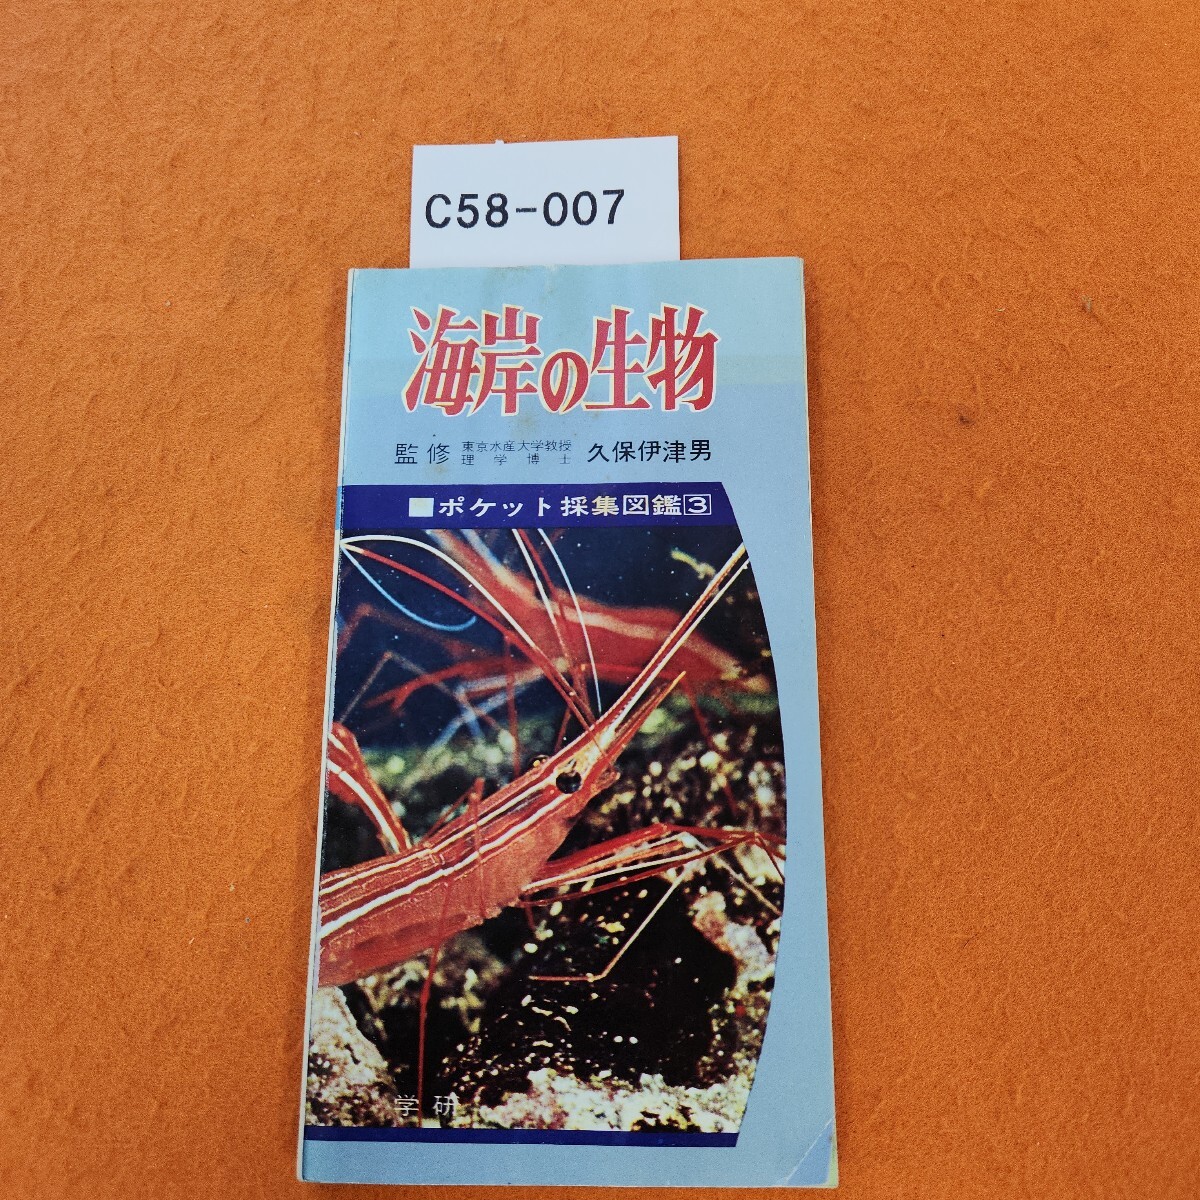 C58-007
海岸の生物
監修 東京水産大学教授 理学博士 久保伊津男
■ポケット採集図鑑3
学研